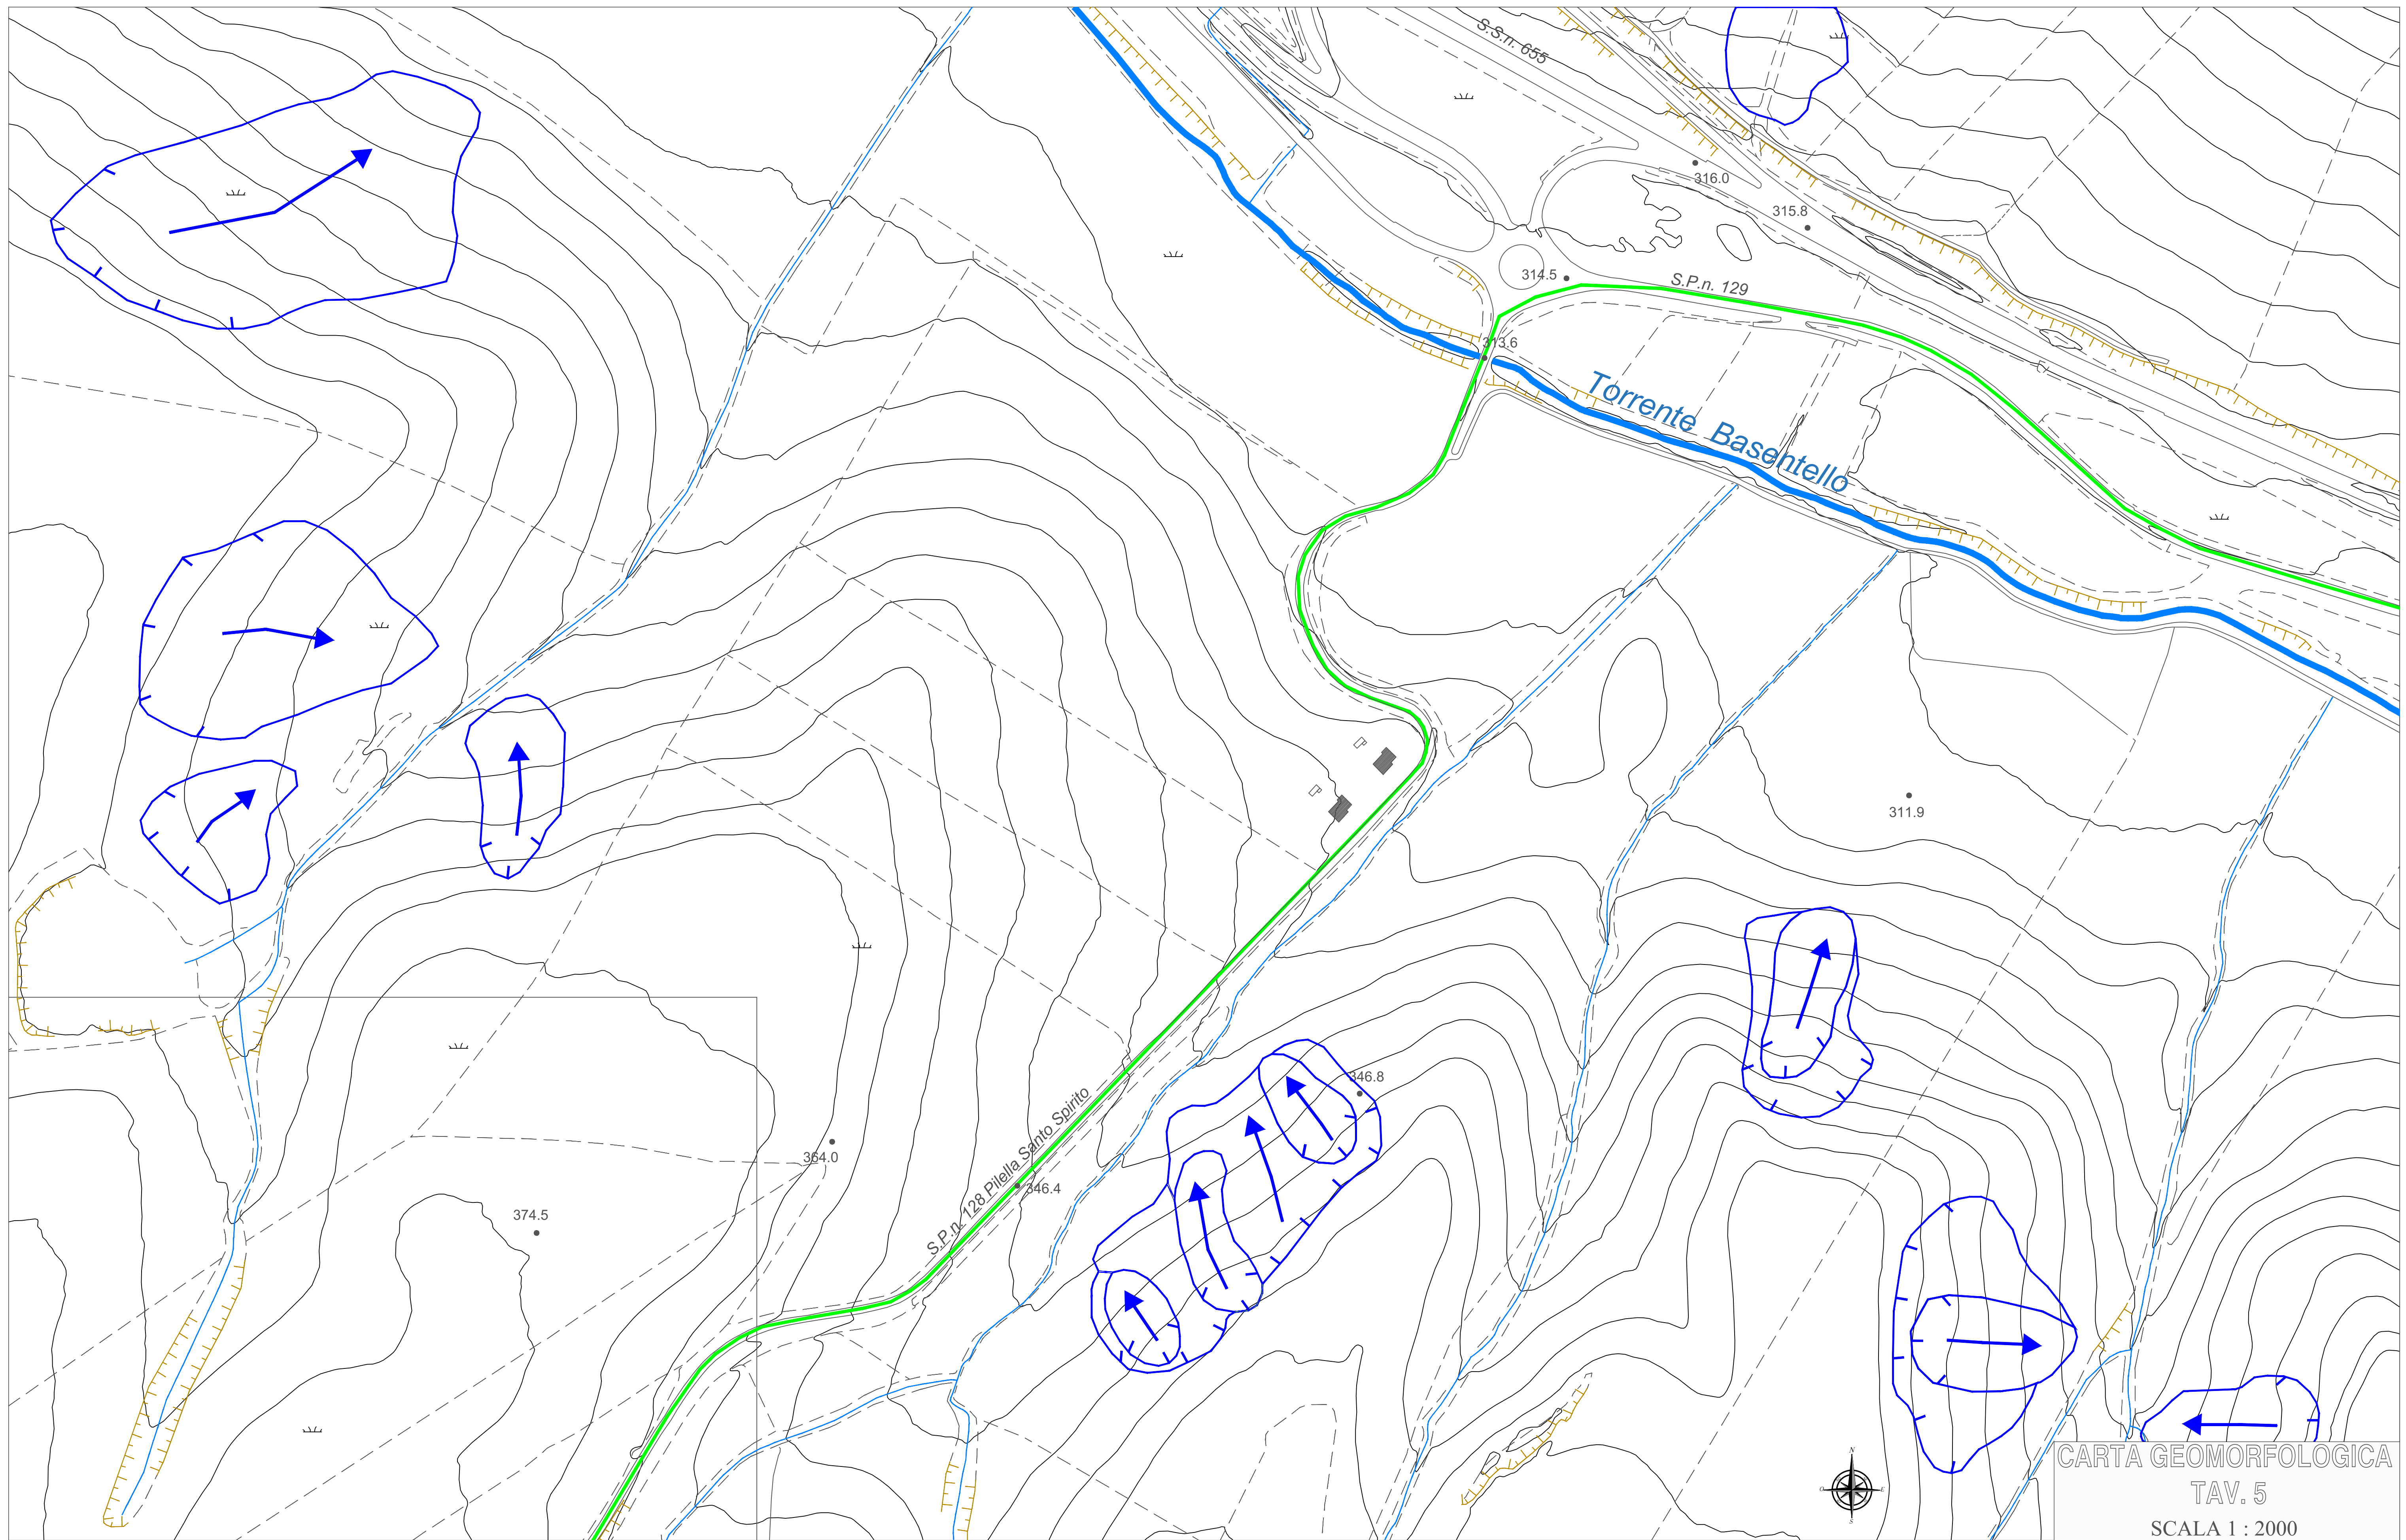 S.S.n. 655
316.0
315.8
314.5
S.P.n. 129
313.6
Torrente Basentello
311.9
346.8
S.P.n. 128 Pilella Santo Spirito
364.0
346.4
374.5
N
O
E
S
CARTA GEOMORFOLOGICA
TAV. 5
SCALA 1 : 2000